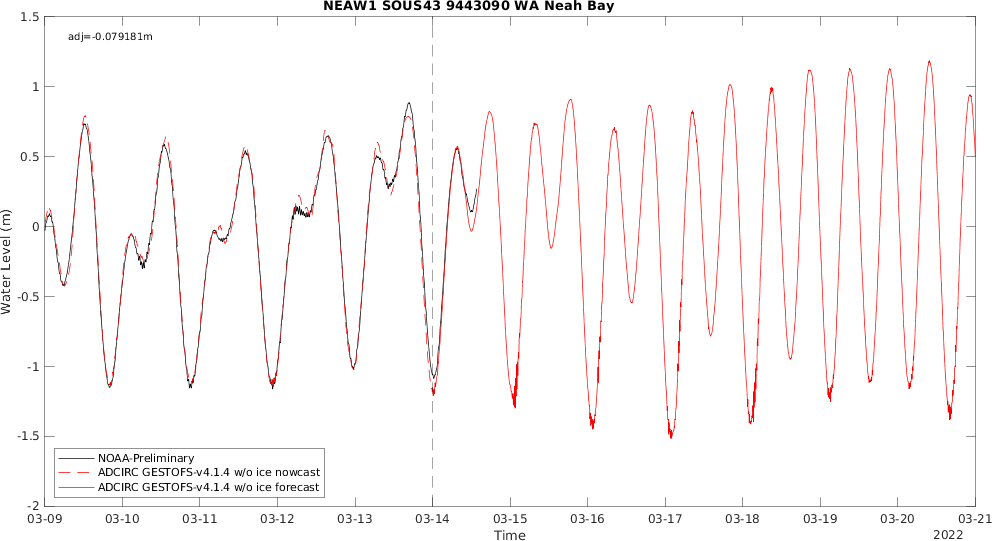 NEAW1 SOUS43 9443090 WA Neah Bay
adj=-0.079181m
1.5
1
0.5
0
-0.5
-1
-1.5
-2
Water Level (m)
NOAA-Preliminary
ADCIRC GESTOFS-v4.1.4 w/o ice nowcast
ADCIRC GESTOFS-v4.1.4 w/o ice forecast
03-09 03-10 03-11 03-12 03-13 03-14 03-15 03-16 03-17 03-18 03-19 03-20 03-21
Time
2022